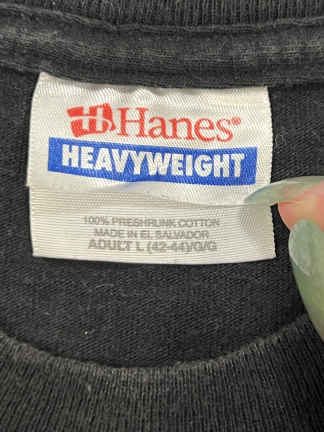 Hanes®
HEAVYWEIGHT
100% PRESHRUNK COTTON
MADE IN EL SALVADOR
ADULT L (42-44)/G/G